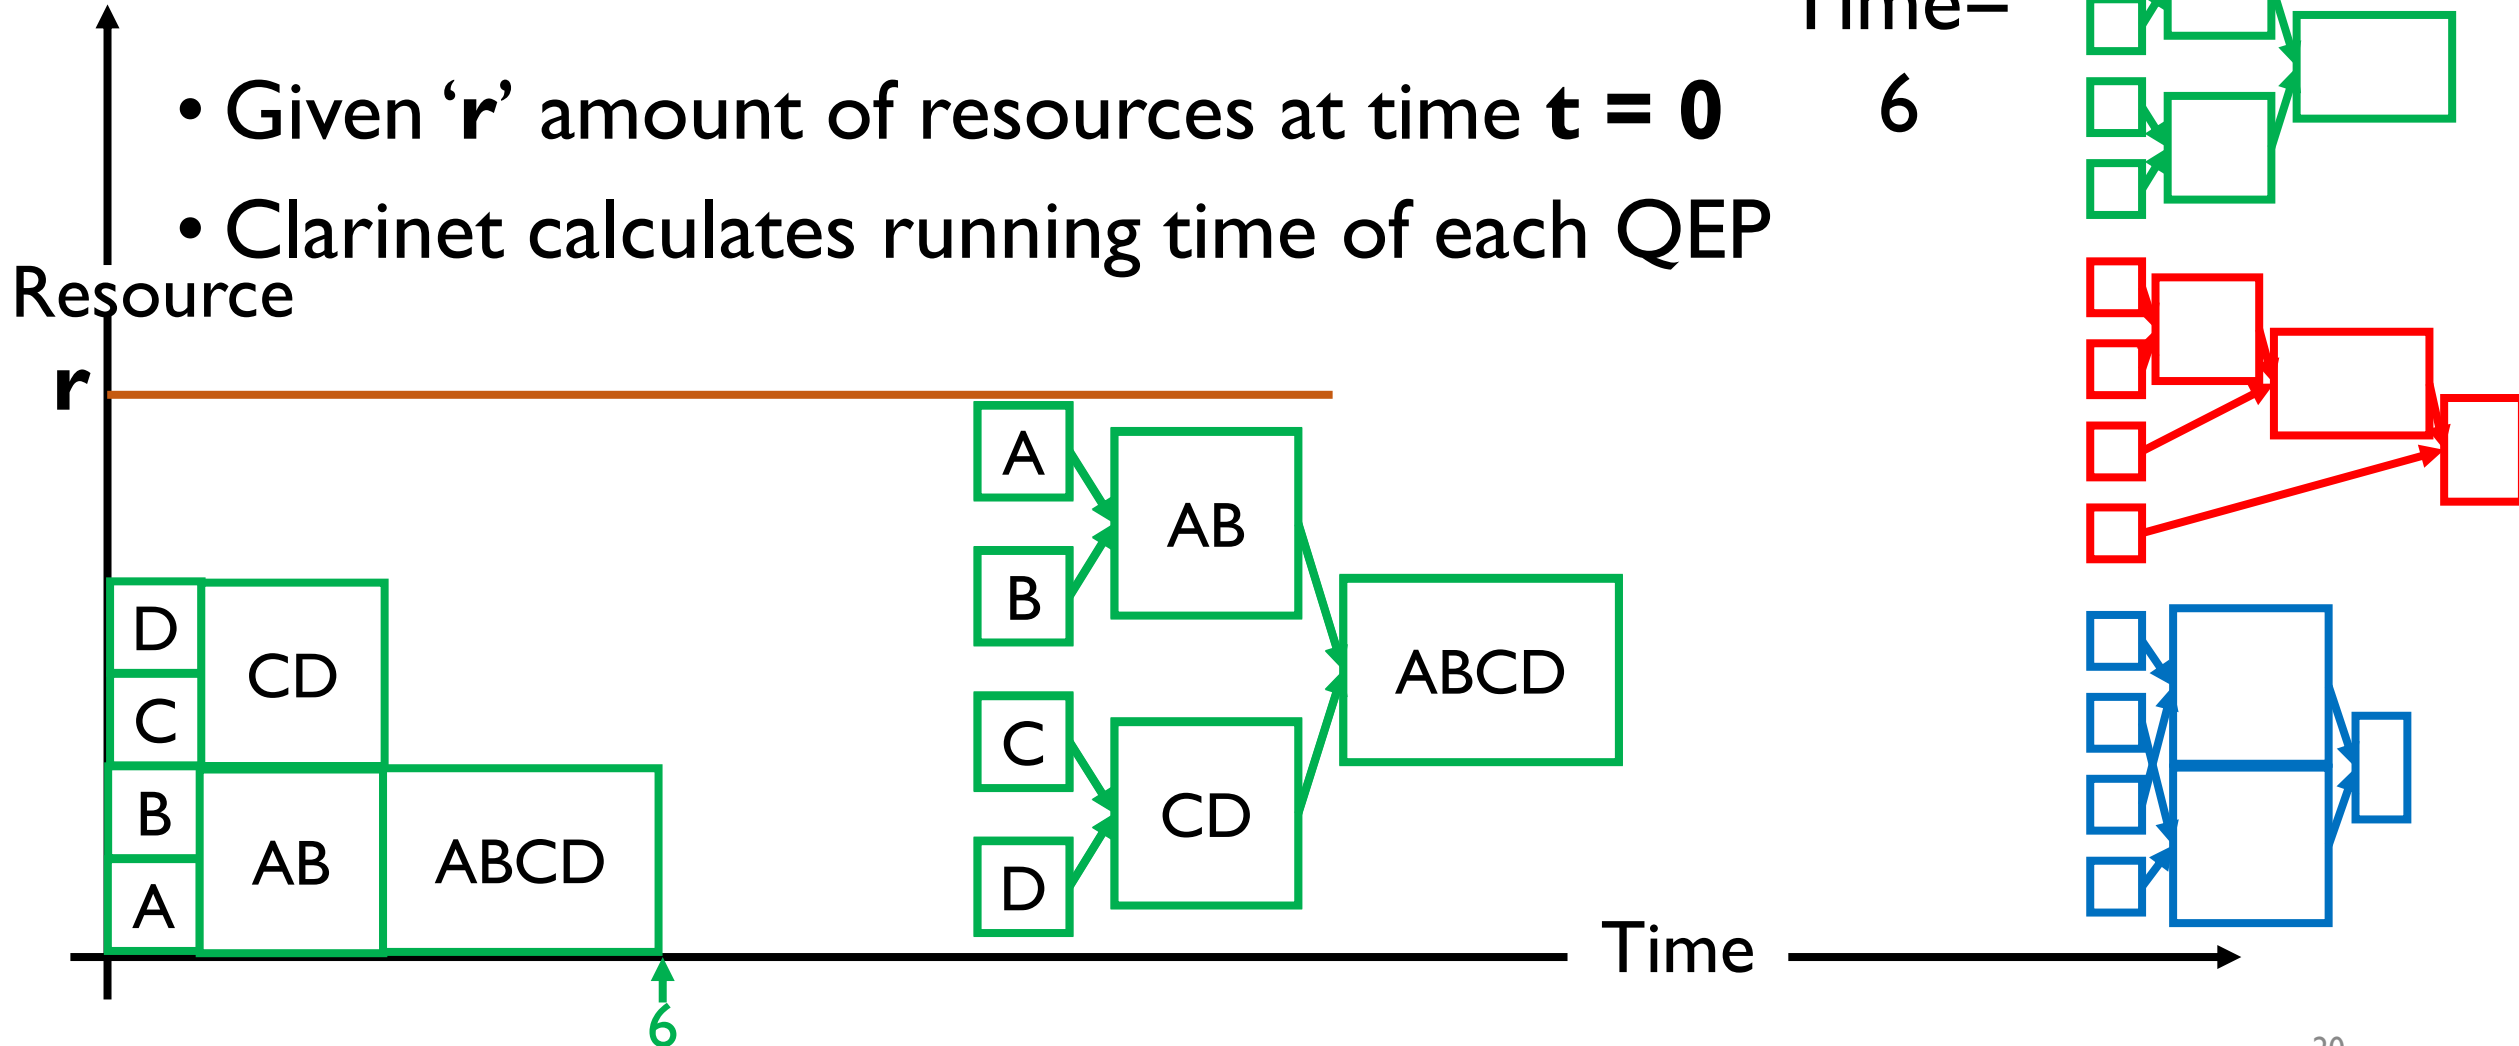 Time=
6
• Given ‘r’ amount of resources at time t = 0
• Clarinet calculates running time of each QEP
Resource
r
A
B
C
D
AB
CD
ABCD
D
C
B
A
CD
AB
ABCD
Time
6